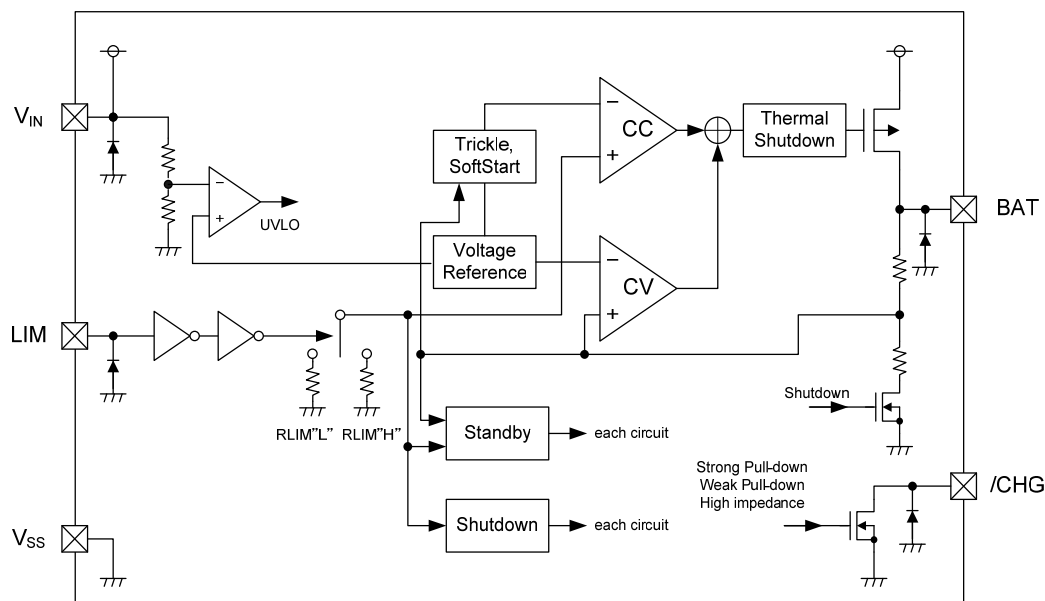 VIN
LIM
VSS
BAT
/CHG
−
+
UVLO
Trickle,
SoftStart
Voltage
Reference
−
+
CC
−
+
CV
Thermal
Shutdown
RLIM"L"
RLIM"H"
Standby
each circuit
Shutdown
each circuit
Shutdown
Strong Pull-down
Weak Pull-down
High impedance